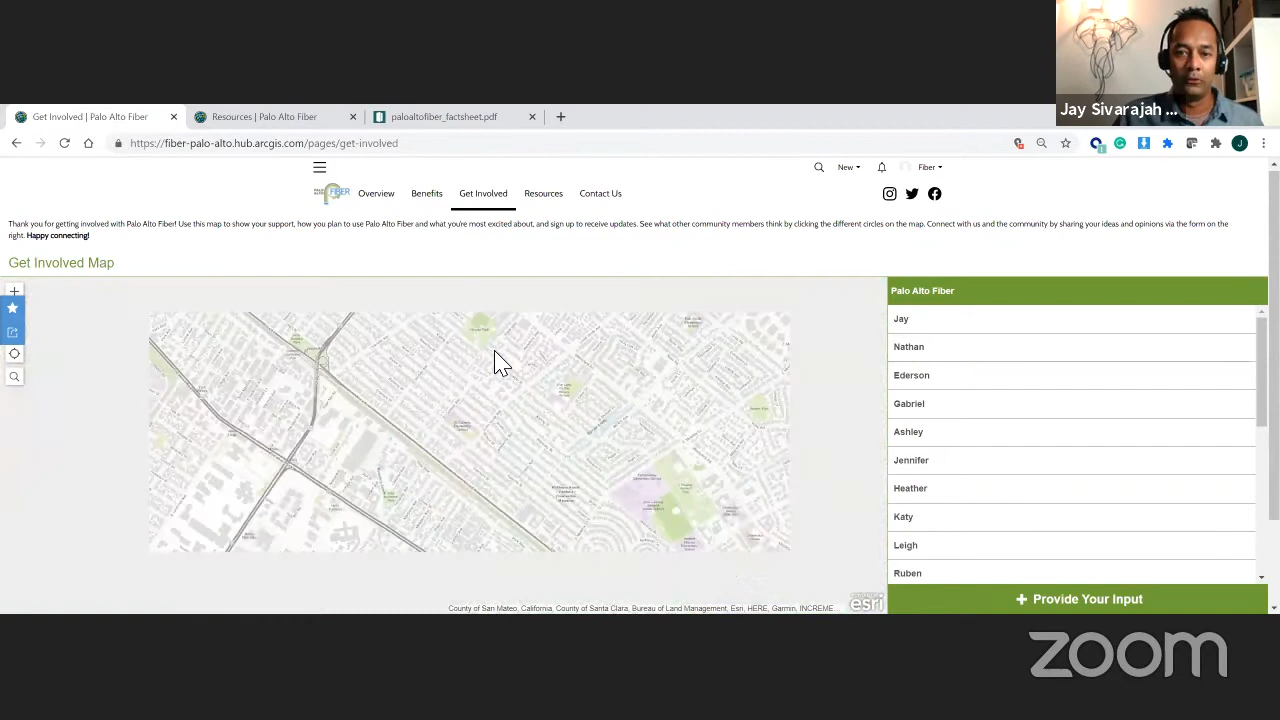 Jay Sivarajah ...
Get Involved | Palo Alto Fiber
Resources | Palo Alto Fiber
paloaltofiber_factsheet.pdf
https://fiber-palo-alto.hub.arcgis.com/pages/get-involved
New
Fiber
PALO ALTO FIBER
Overview
Benefits
Get Involved
Resources
Contact Us
Thank you for getting involved with Palo Alto Fiber! Use this map to show your support, how you plan to use Palo Alto Fiber and what you're most excited about, and sign up to receive updates. See what other community members think by clicking the different circles on the map. Connect with us and the community by sharing your ideas and opinions via the form on the
right. Happy connecting!
Get Involved Map
Palo Alto Fiber
Jay
Nathan
Ederson
Gabriel
Ashley
Jennifer
Heather
Katy
Leigh
Ruben
+ Provide Your Input
County of San Mateo, California, County of Santa Clara, Bureau of Land Management, Esri, HERE, Garmin, INCREME...
esri
zoom